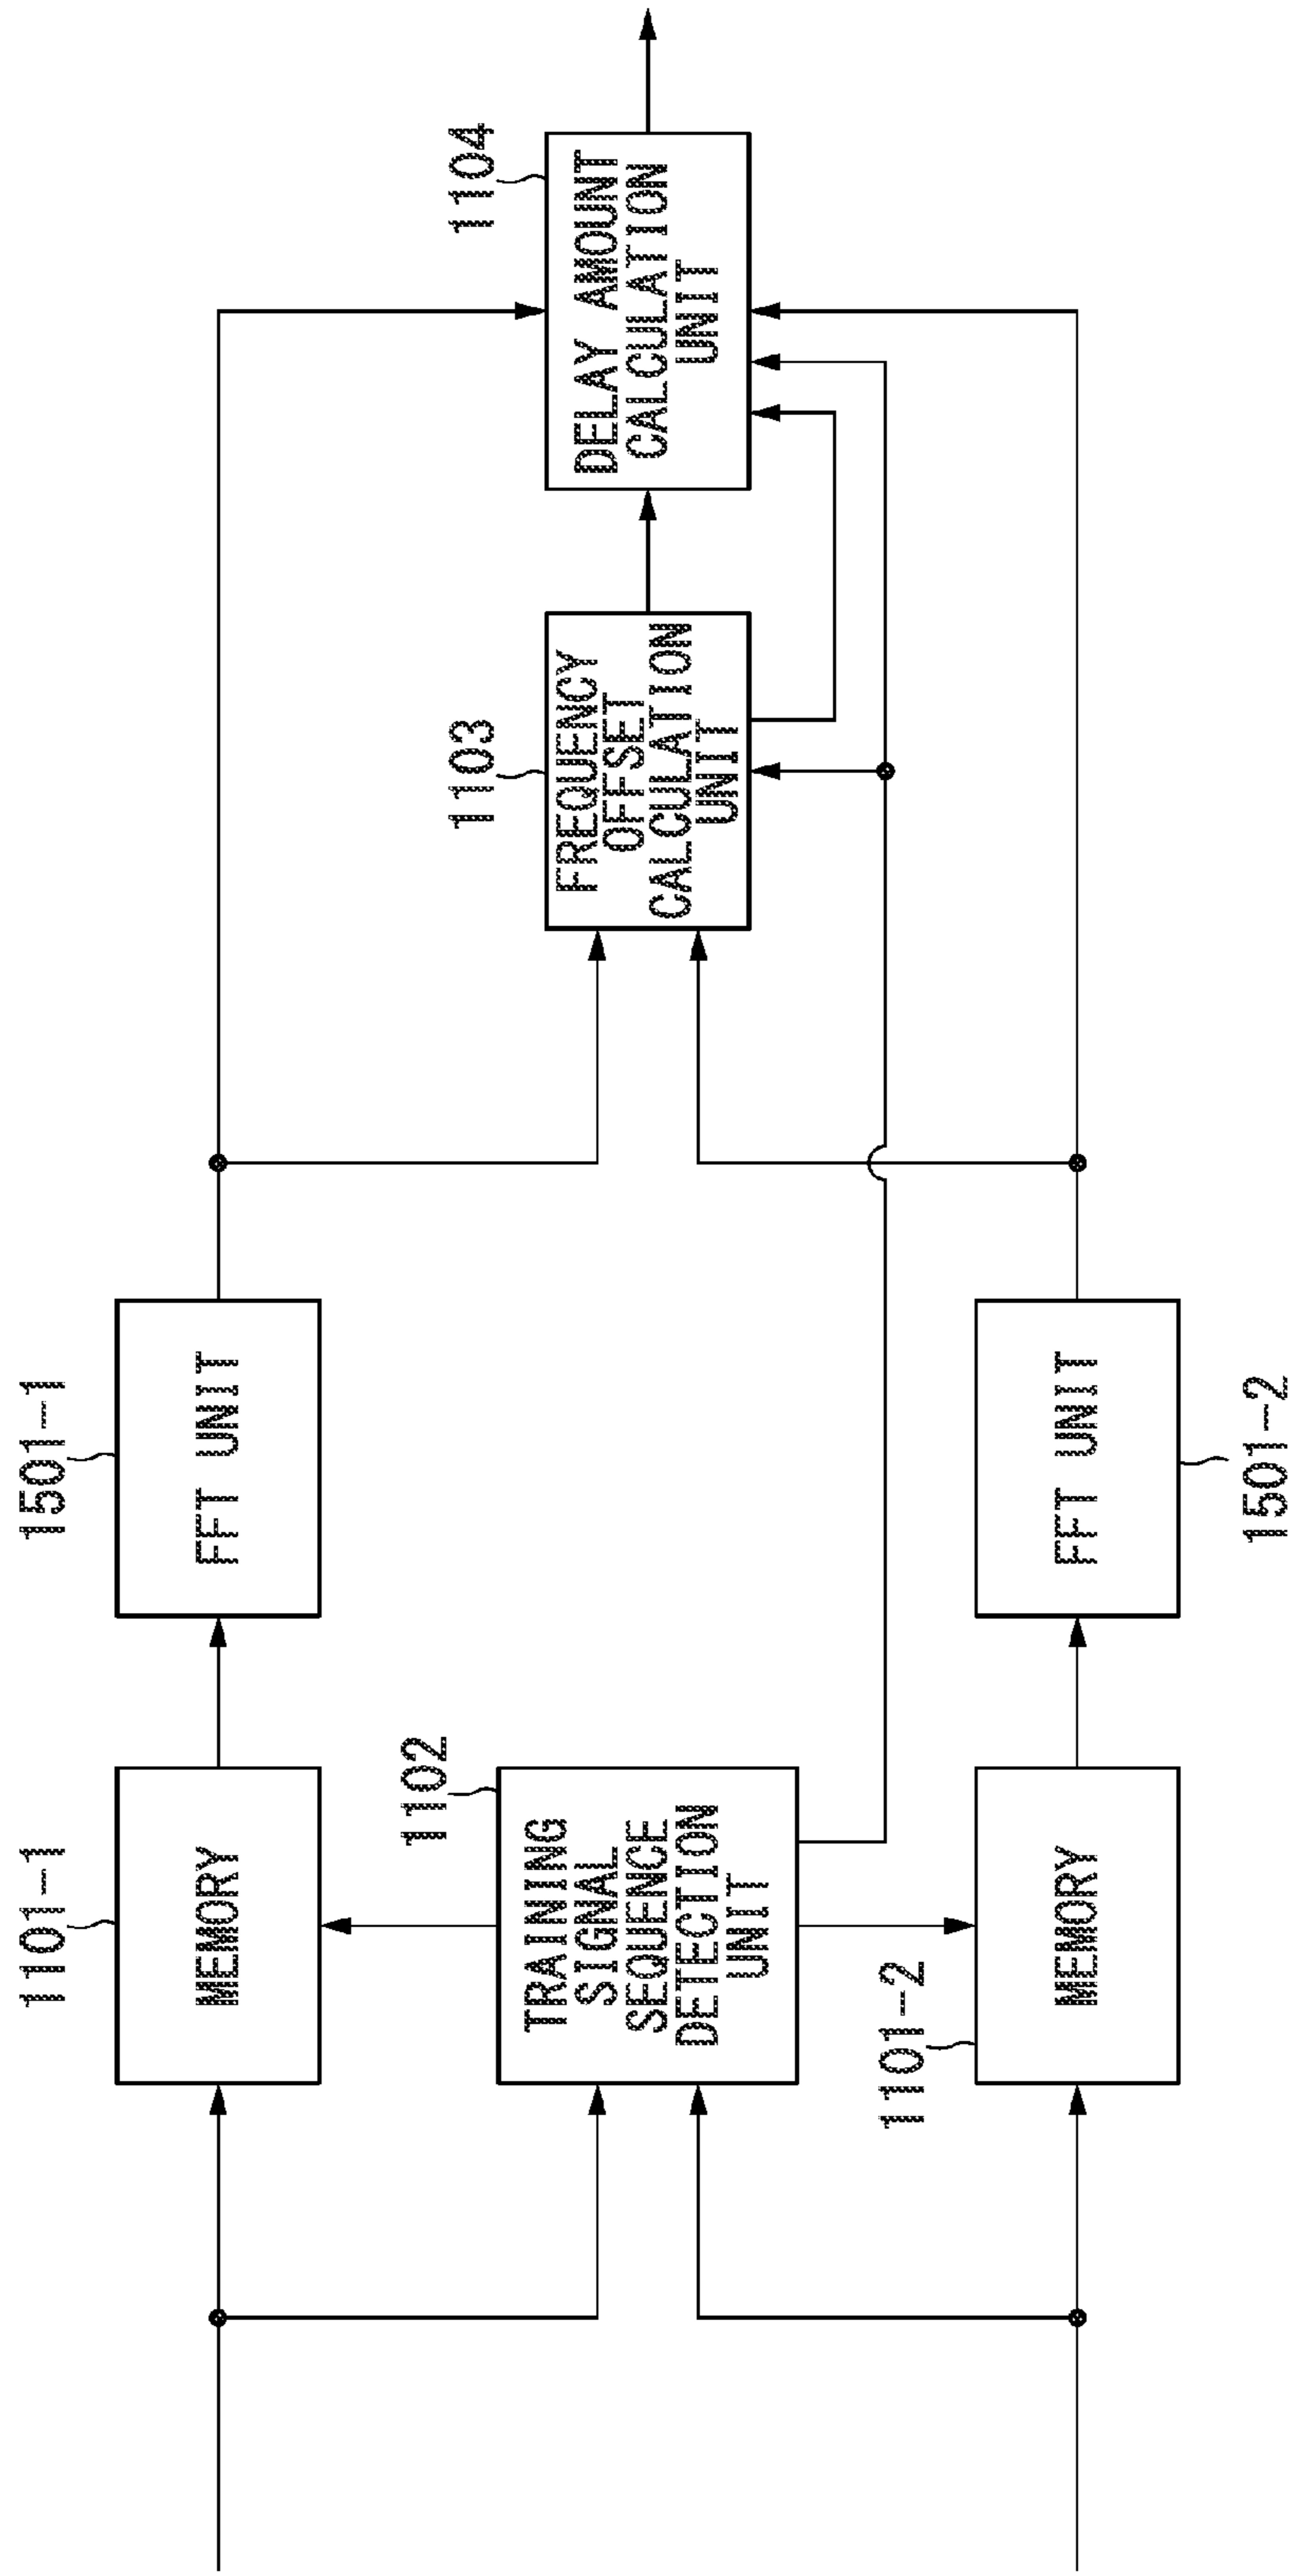 1101-1
MEMORY
1501-1
FFT UNIT
1102
TRAINING
SIGNAL
SEQUENCE
DETECTION
UNIT
1103
FREQUENCY
OFFSET
CALCULATION
UNIT
1104
DELAY AMOUNT
CALCULATION
UNIT
1101-2
MEMORY
FFT UNIT
1501-2